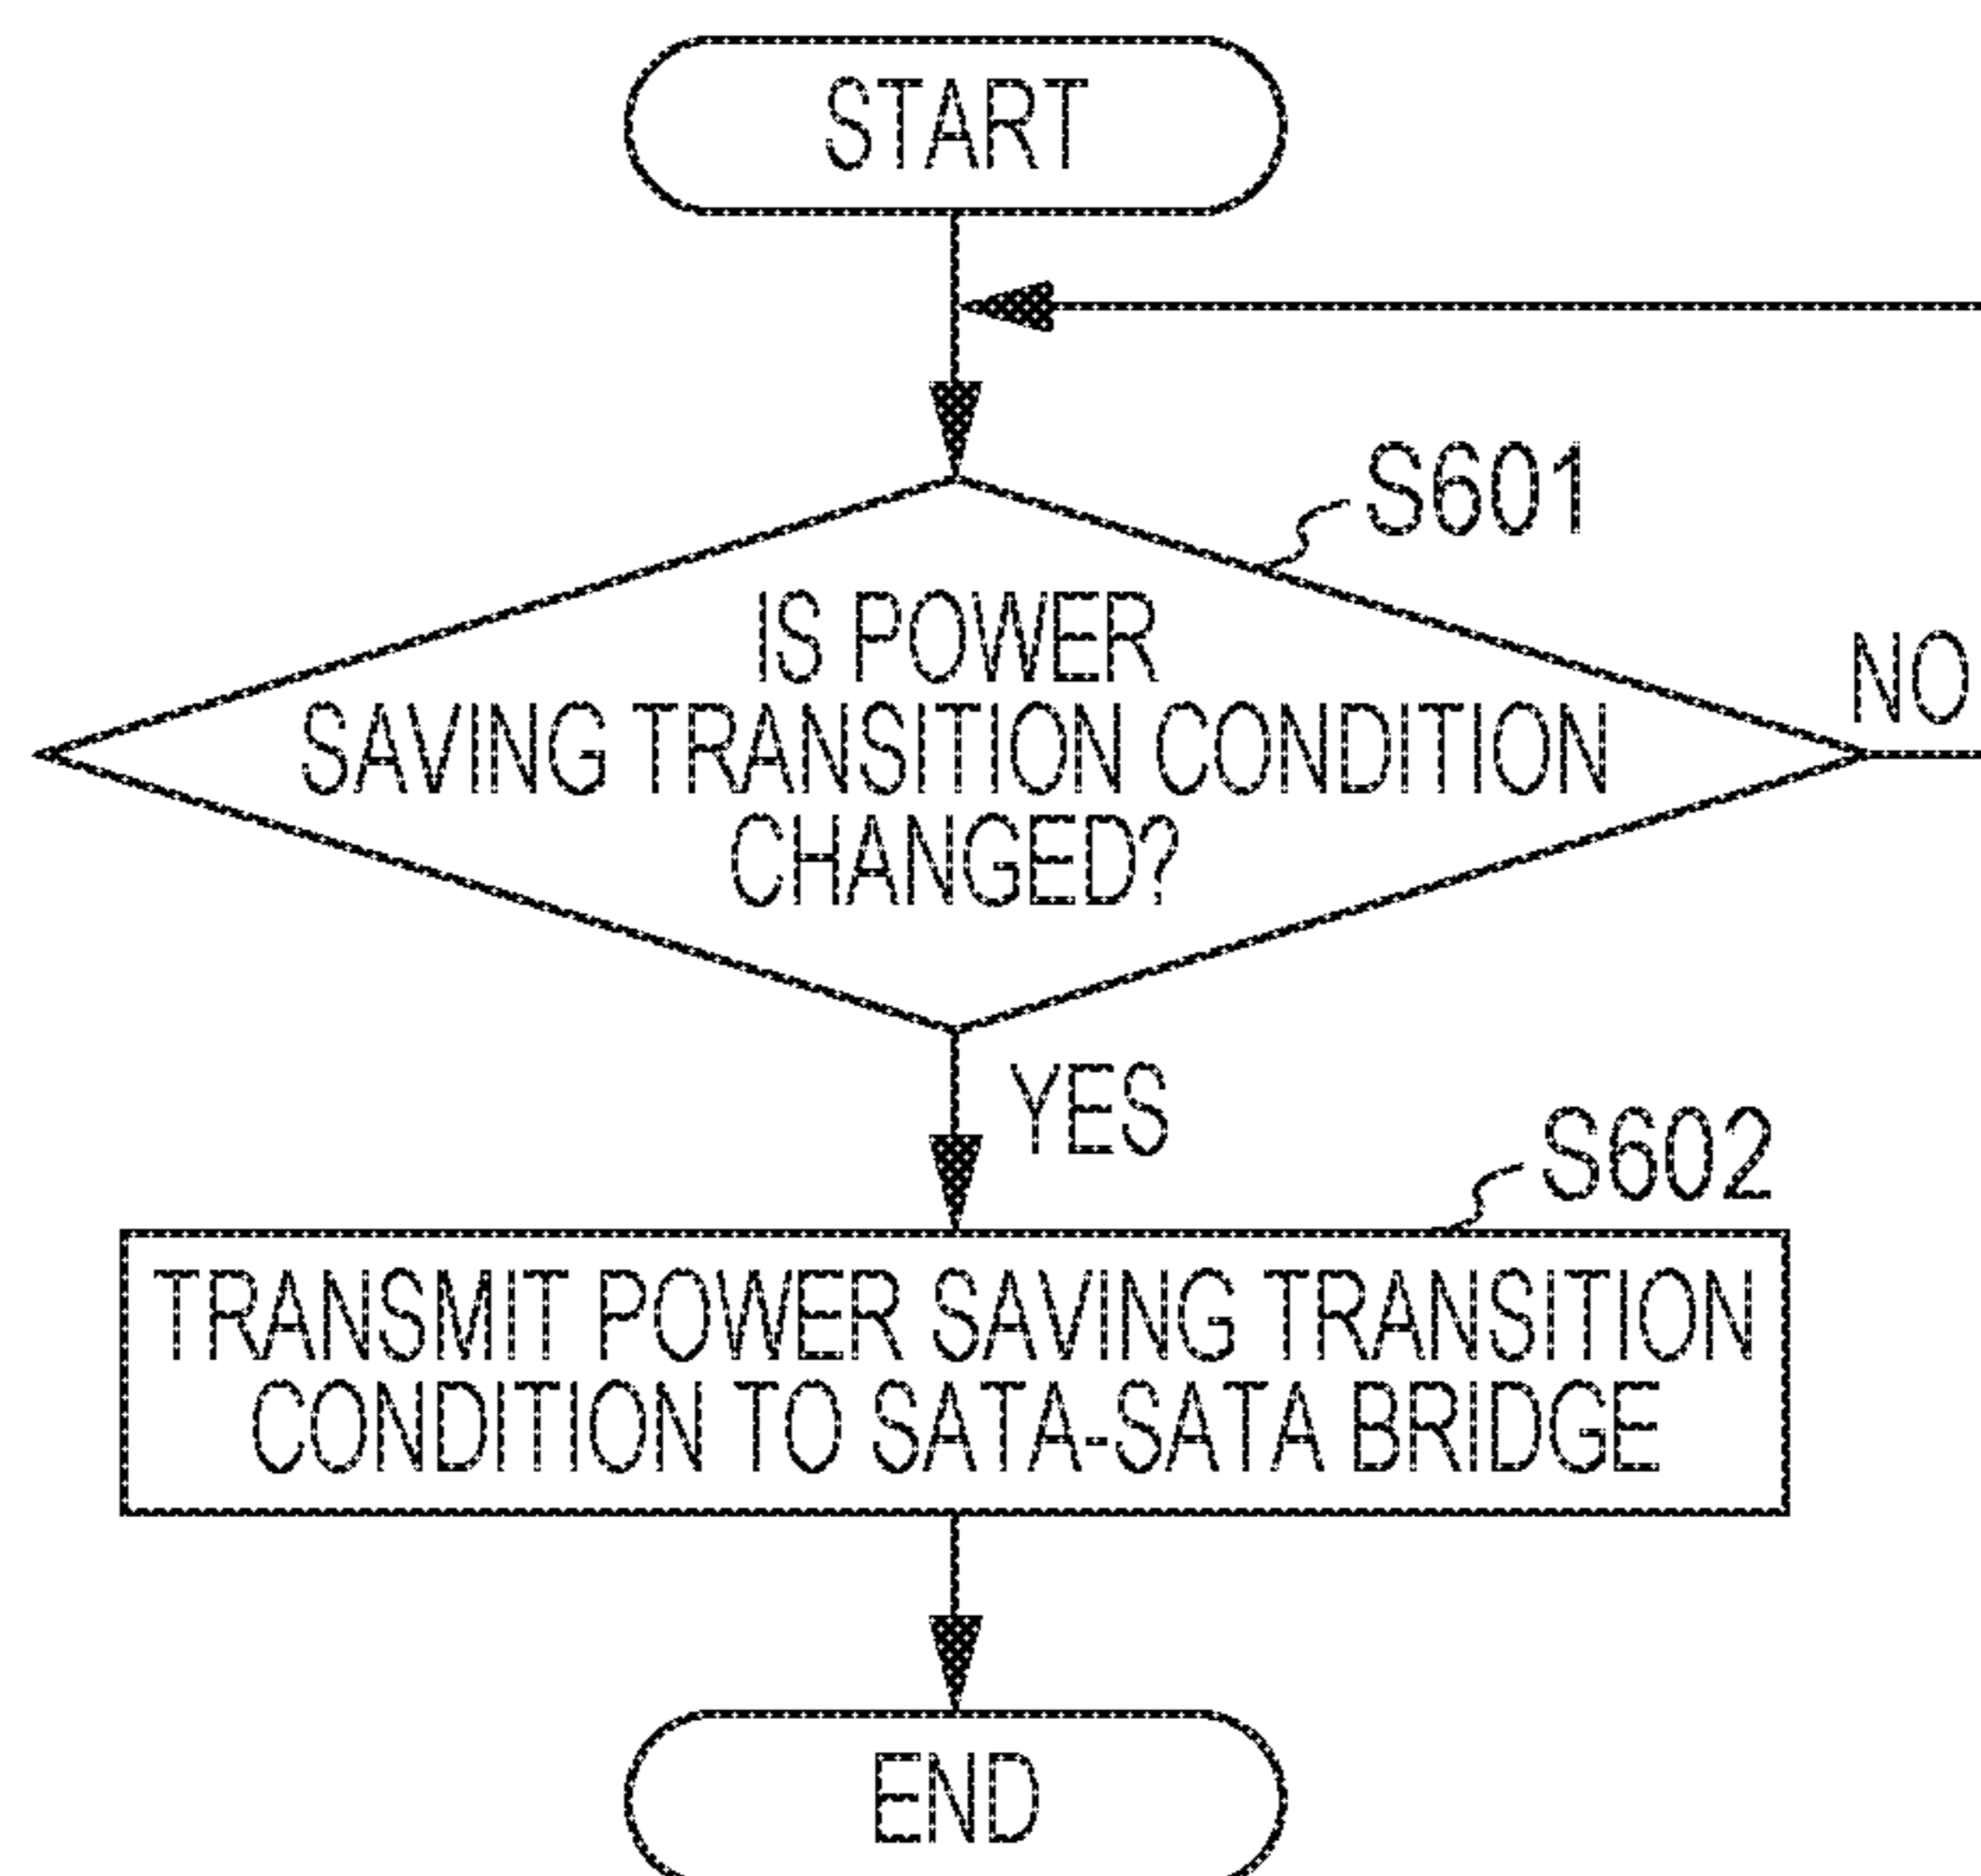 START
S601
IS POWER
SAVING TRANSITION CONDITION
CHANGED?
NO
YES
S602
TRANSMIT POWER SAVING TRANSITION
CONDITION TO SATA-SATA BRIDGE
END